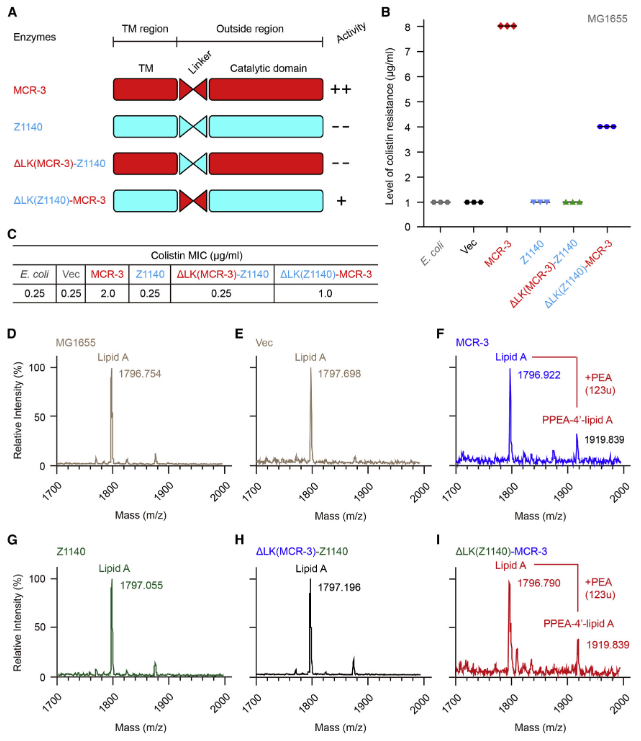 A
Enzymes
TM region
Outside region
Activity
TM
Linker
Catalytic domain
MCR-3
++
Z1140
--
ΔLK(MCR-3)-Z1140
--
ΔLK(Z1140)-MCR-3
+
B
MG1655
Level of colistin resistance (µg/ml)
8
7
6
5
4
3
2
1
0
E. coli
Vec
MCR-3
Z1140
ΔLK(MCR-3)-Z1140
ΔLK(Z1140)-MCR-3
C
Colistin MIC (µg/ml)
E. coli Vec MCR-3 Z1140 ΔLK(MCR-3)-Z1140 ΔLK(Z1140)-MCR-3
0.25 0.25 2.0 0.25 0.25 1.0
D
MG1655
Lipid A
1796.754
Relative Intensity (%)
100
50
0
1700 1800 1900 2000
Mass (m/z)
E
Vec
Lipid A
1797.698
1700 1800 1900 2000
Mass (m/z)
F
MCR-3
Lipid A
1796.922
+PEA
(123u)
PPEA-4'-lipid A
1919.839
1700 1800 1900 2000
Mass (m/z)
G
Z1140
Lipid A
1797.055
Relative Intensity (%)
100
50
0
1700 1800 1900 2000
Mass (m/z)
H
ΔLK(MCR-3)-Z1140
Lipid A
1797.196
1700 1800 1900 2000
Mass (m/z)
I
ΔLK(Z1140)-MCR-3
Lipid A
1796.790
+PEA
(123u)
PPEA-4'-lipid A
1919.839
1700 1800 1900 2000
Mass (m/z)